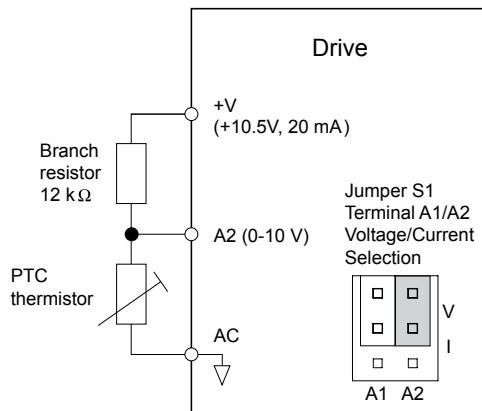 Drive
+V
(+10.5V, 20 mA)
Branch
resistor
12 kΩ
A2 (0-10 V)
PTC
thermistor
AC
Jumper S1
Terminal A1/A2
Voltage/Current
Selection
V
I
A1 A2